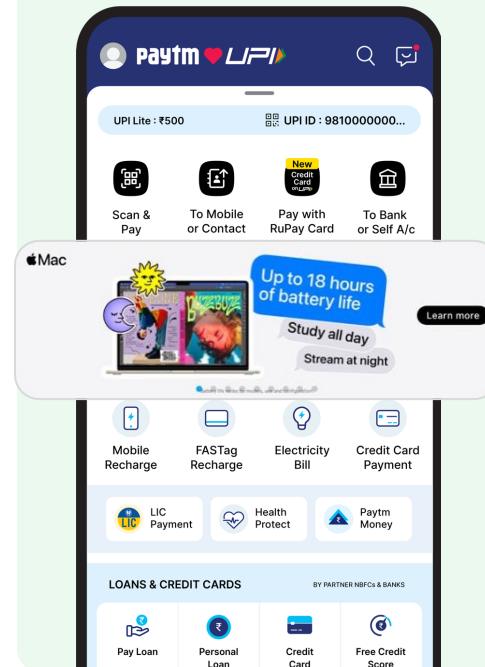 paytm ❤ UPI
UPI Lite : ₹500
UPI ID : 9810000000...
New
Credit
Card
on UPI
Scan &
Pay
To Mobile
or Contact
Pay with
RuPay Card
To Bank
or Self A/c
Mac
Up to 18 hours
of battery life
Study all day
Stream at night
Learn more
Mobile
Recharge
FASTag
Recharge
Electricity
Bill
Credit Card
Payment
LIC
LIC
Payment
Health
Protect
Paytm
Money
LOANS & CREDIT CARDS
BY PARTNER NBFCs & BANKS
Pay Loan
Personal
Loan
Credit
Card
Free Credit
Score